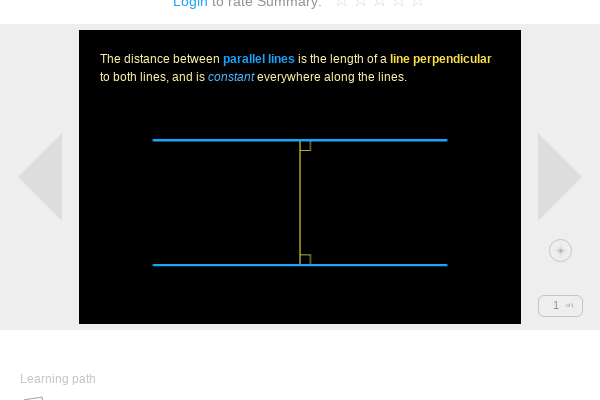 Login to rate Summary:
The distance between parallel lines is the length of a line perpendicular
to both lines, and is constant everywhere along the lines.
1
Learning path